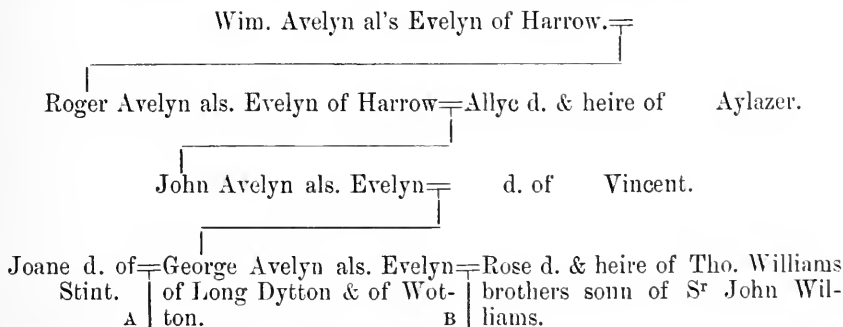 Wim. Avelyn al's Evelyn of Harrow.
Roger Avelyn als. Evelyn of Harrow Allyc d. & heire of Aylazer.
John Avelyn als. Evelyn d. of Vincent.
Joane d. of George Avelyn als. Evelyn Rose d. & heire of Tho. Williams
Stint. of Long Dytton & of Wot- brothers sonn of Sr John Wil-
A ton. B liams.